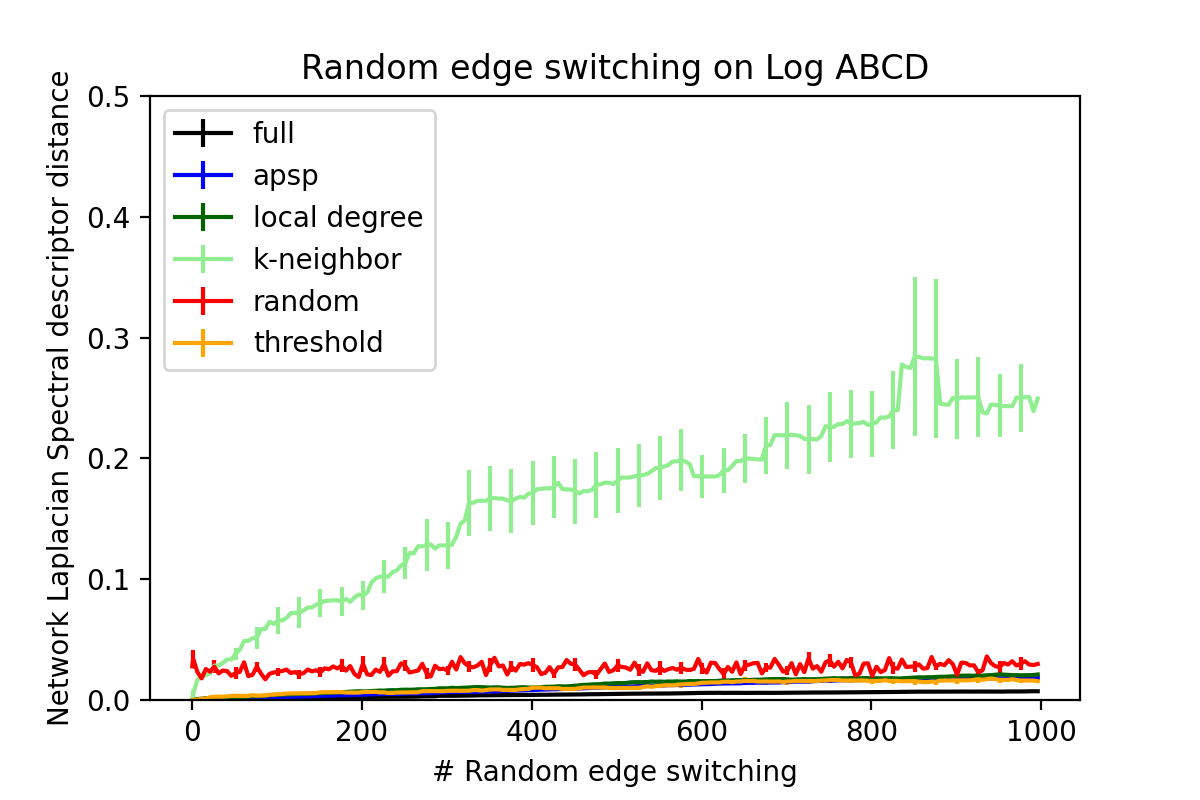 Random edge switching on Log ABCD
Network Laplacian Spectral descriptor distance
0.5
0.4
0.3
0.2
0.1
0.0
full
apsp
local degree
k-neighbor
random
threshold
0 200 400 600 800 1000
# Random edge switching